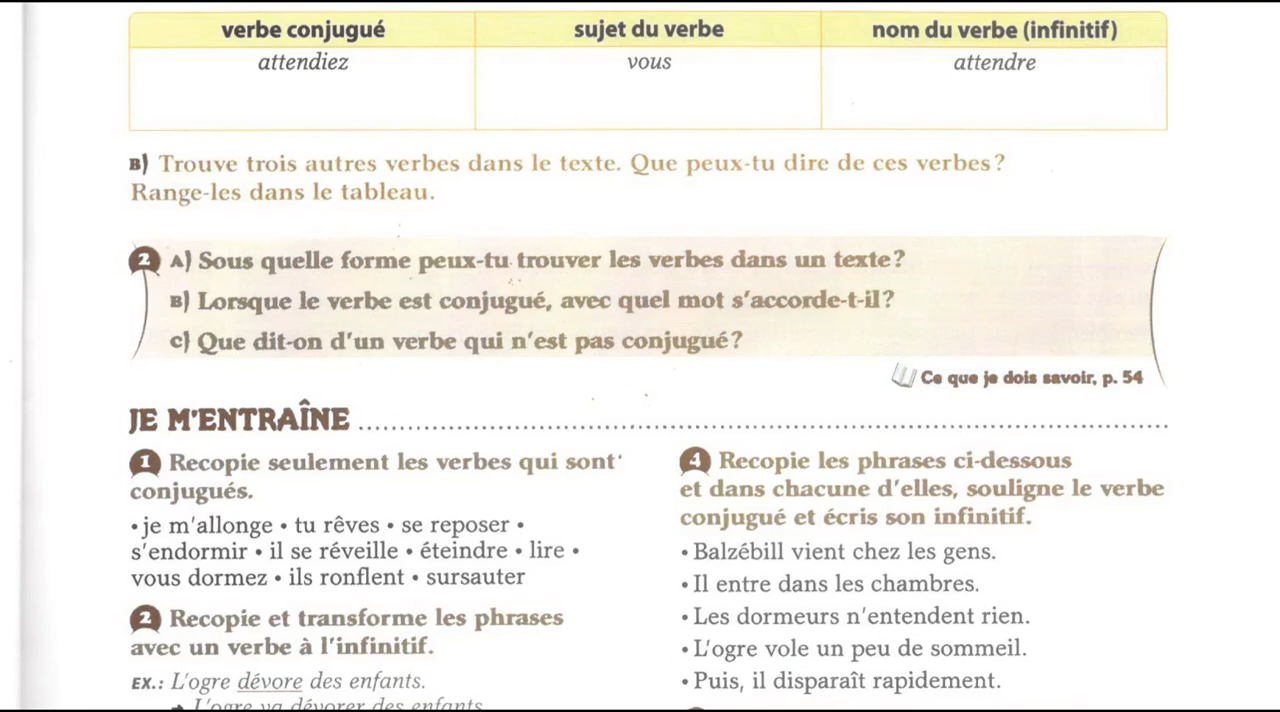 verbe conjugué sujet du verbe nom du verbe (infinitif)
attendiez vous attendre
B) Trouve trois autres verbes dans le texte. Que peux-tu dire de ces verbes ?
Range-les dans le tableau.
2 A) Sous quelle forme peux-tu trouver les verbes dans un texte ?
B) Lorsque le verbe est conjugué, avec quel mot s'accorde-t-il ?
C) Que dit-on d'un verbe qui n'est pas conjugué ?
Ce que je dois savoir, p. 54
JE M'ENTRAÎNE
1 Recopie seulement les verbes qui sont
conjugués.
• je m'allonge • tu rêves • se reposer •
s'endormir • il se réveille • éteindre • lire •
vous dormez • ils ronflent • sursauter
2 Recopie et transforme les phrases
avec un verbe à l'infinitif.
EX.: L'ogre dévore des enfants.
➔ L'ogre va dévorer des enfants
4 Recopie les phrases ci-dessous
et dans chacune d'elles, souligne le verbe
conjugué et écris son infinitif.
• Balzébill vient chez les gens.
• Il entre dans les chambres.
• Les dormeurs n'entendent rien.
• L'ogre vole un peu de sommeil.
• Puis, il disparaît rapidement.